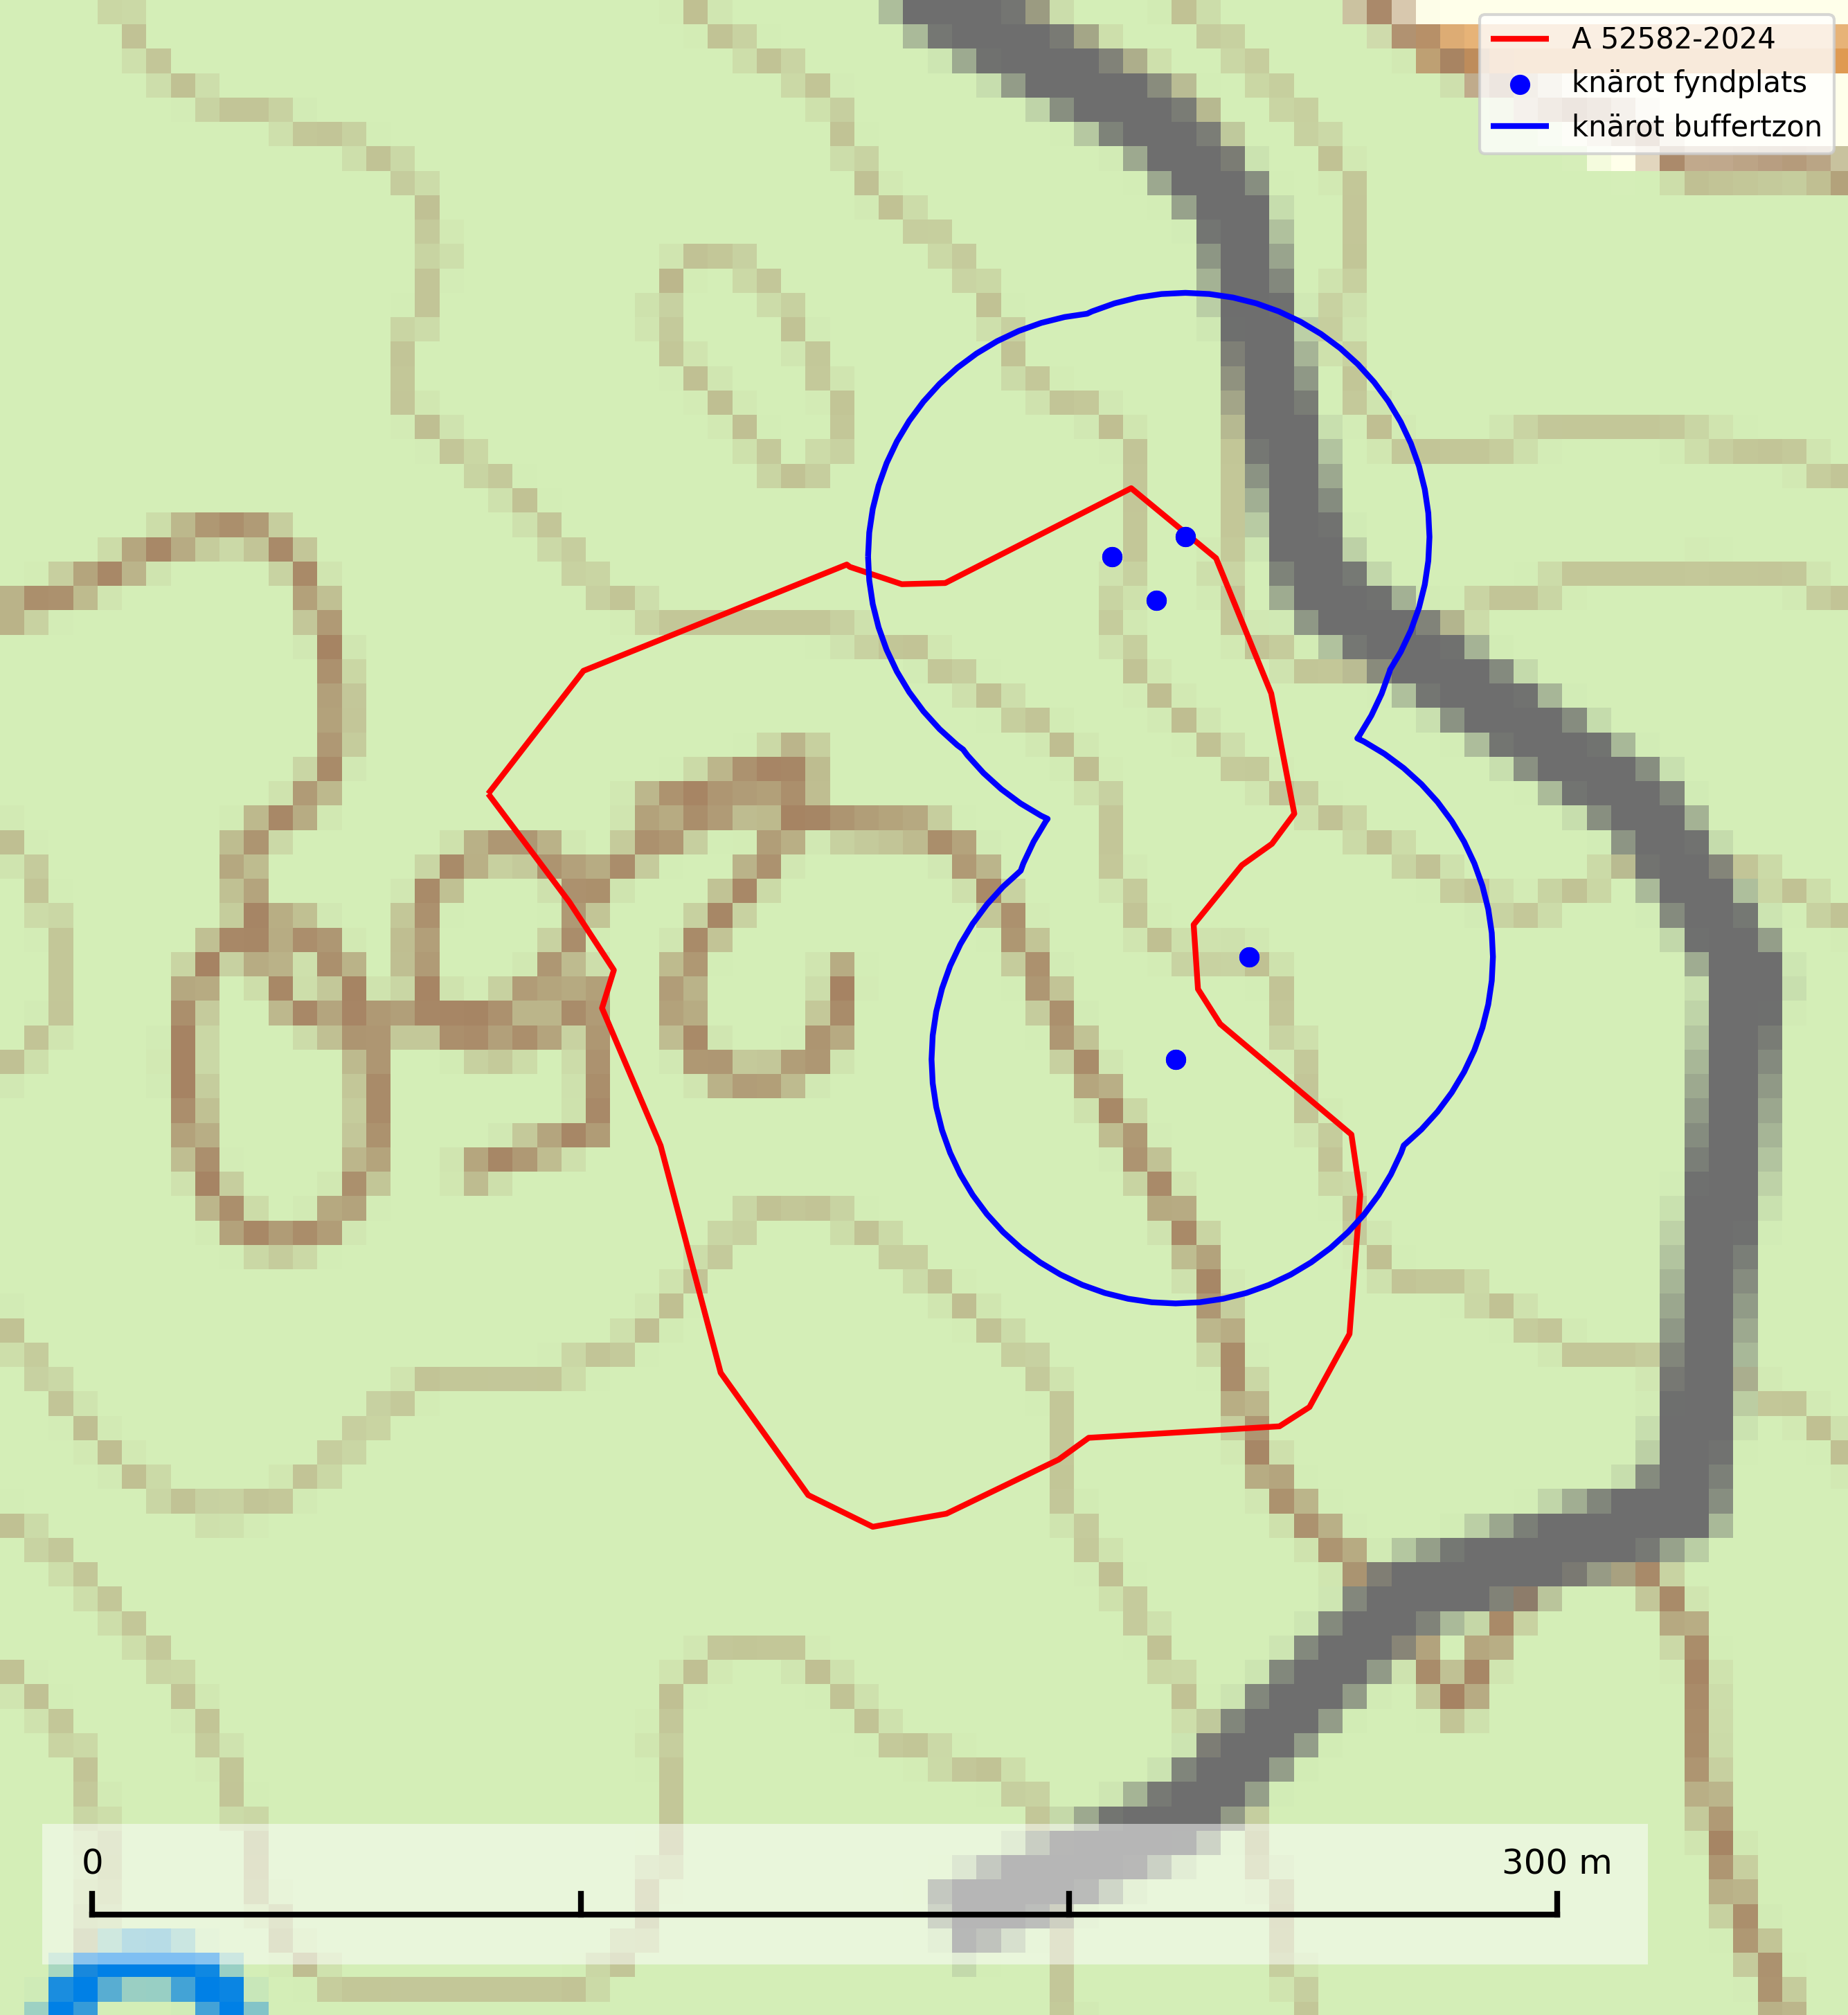 A 52582-2024
knärot fyndplats
knärot buffertzon
0
300 m